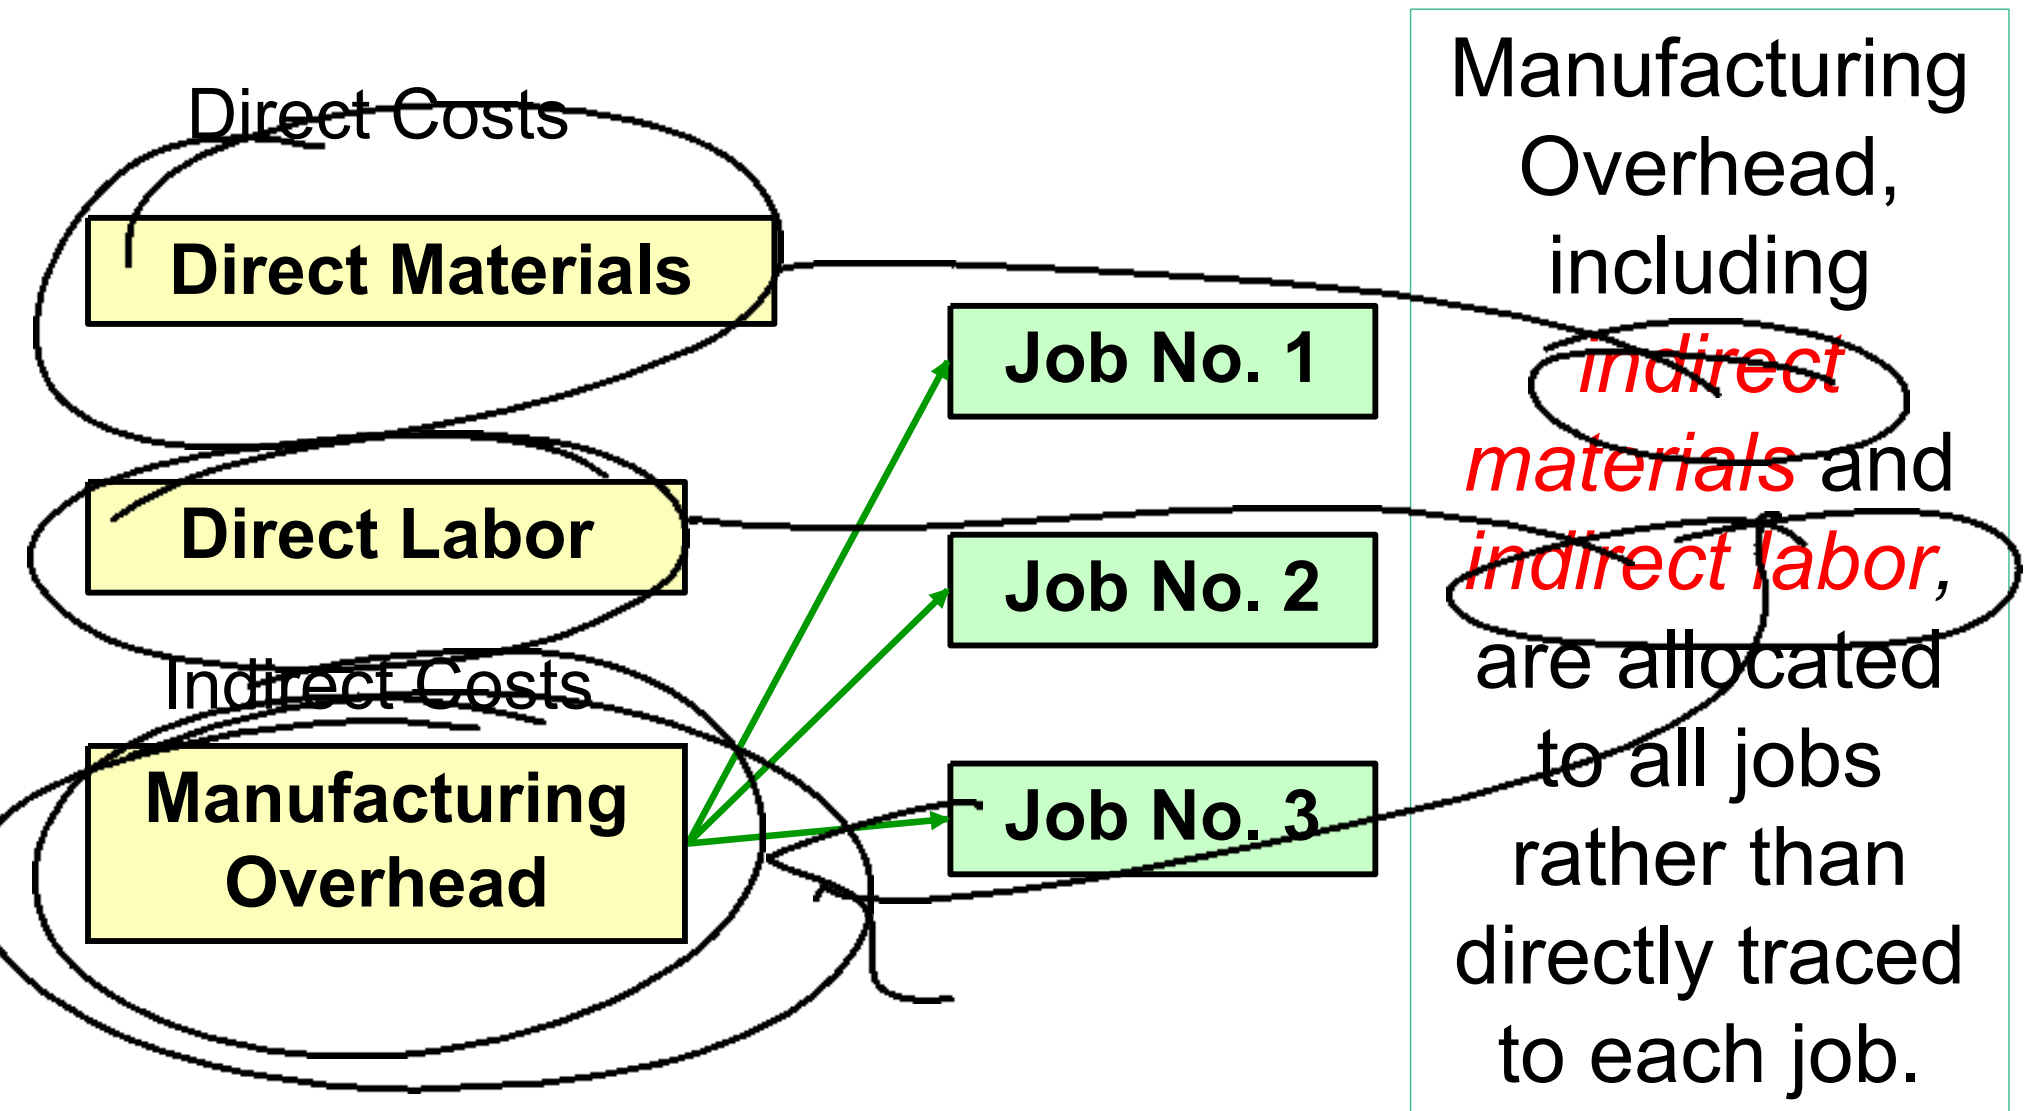 Direct Costs
Direct Materials
Direct Labor
Indirect Costs
Manufacturing
Overhead
Job No. 1
Job No. 2
Job No. 3
Manufacturing
Overhead,
including
indirect
materials and
indirect labor,
are allocated
to all jobs
rather than
directly traced
to each job.